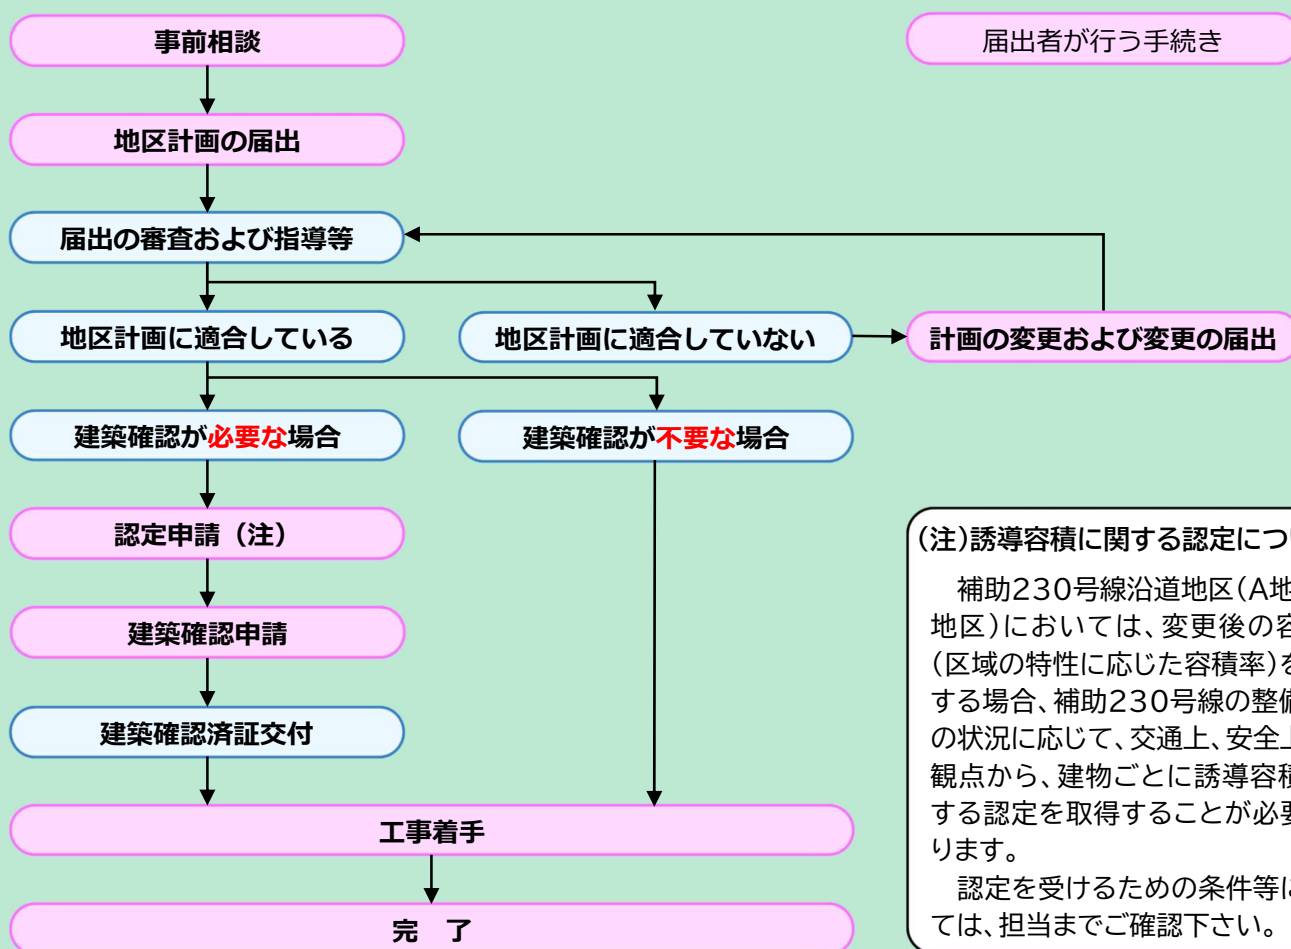 事前相談
届出者が行う手続き
地区計画の届出
届出の審査および指導等
地区計画に適合している
地区計画に適合していない
計画の変更および変更の届出
建築確認が必要な場合
建築確認が不要な場合
認定申請（注）
建築確認申請
建築確認済証交付
工事着手
完　了
（注）誘導容積に関する認定につ
補助230号線沿道地区（A地
地区）においては、変更後の容
（区域の特性に応じた容積率）を
する場合、補助230号線の整備
の状況に応じて、交通上、安全上
観点から、建物ごとに誘導容積
する認定を取得することが必要
ります。
認定を受けるための条件等に
ては、担当までご確認下さい。